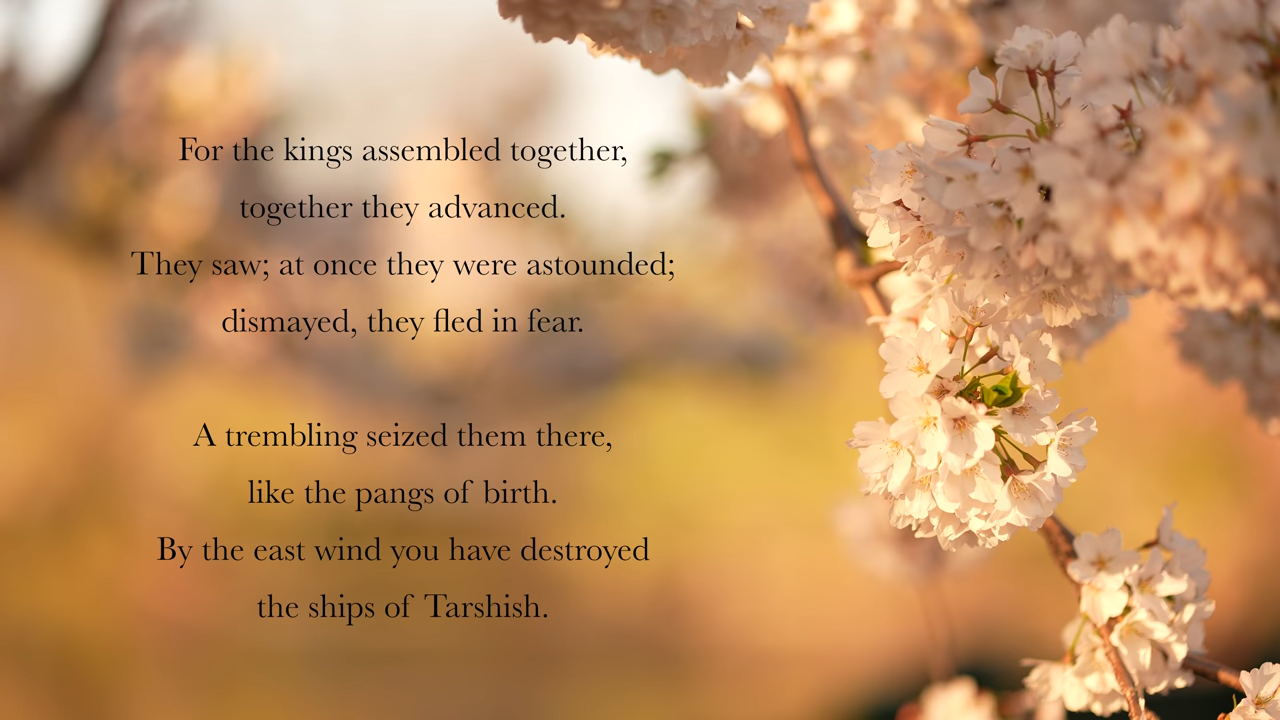 For the kings assembled together,
together they advanced.
They saw; at once they were astounded;
dismayed, they fled in fear.
A trembling seized them there,
like the pangs of birth.
By the east wind you have destroyed
the ships of Tarshish.